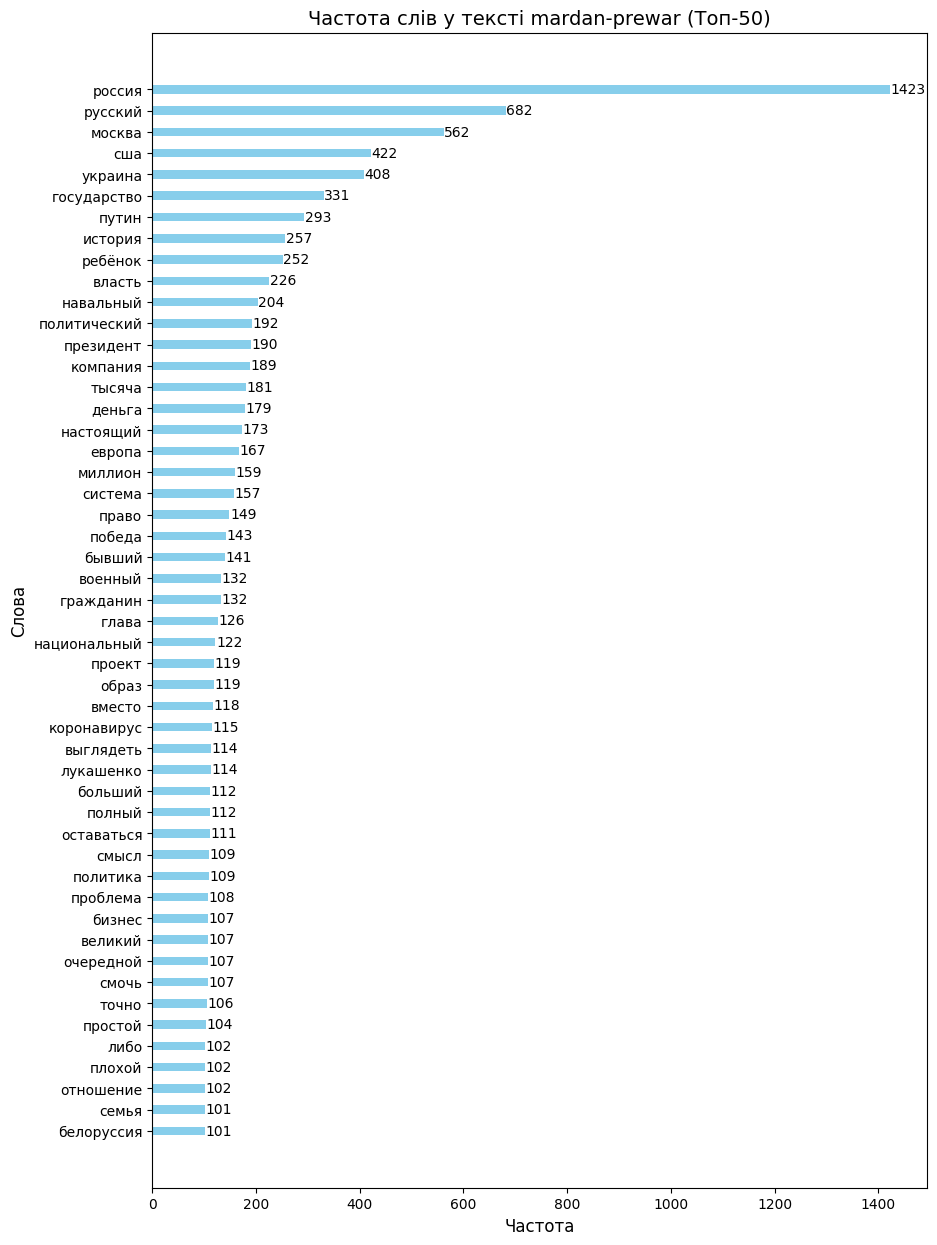 Частота слів у тексті mardan-prewar (Топ-50)
россия 1423
русский 682
москва 562
сша 422
украина 408
государство 331
путин 293
история 257
ребёнок 252
власть 226
навальный 204
политический 192
президент 190
компания 189
тысяча 181
деньга 179
настоящий 173
европа 167
миллион 159
система 157
право 149
победа 143
бывший 141
военный 132
гражданин 132
глава 126
национальный 122
проект 119
образ 119
вместо 118
коронавирус 115
выглядеть 114
лукашенко 114
больший 112
полный 112
оставаться 111
смысл 109
политика 109
проблема 108
бизнес 107
великий 107
очередной 107
смочь 107
точно 106
простой 104
либо 102
плохой 102
отношение 102
семья 101
белоруссия 101
Слова
0 200 400 600 800 1000 1200 1400
Частота